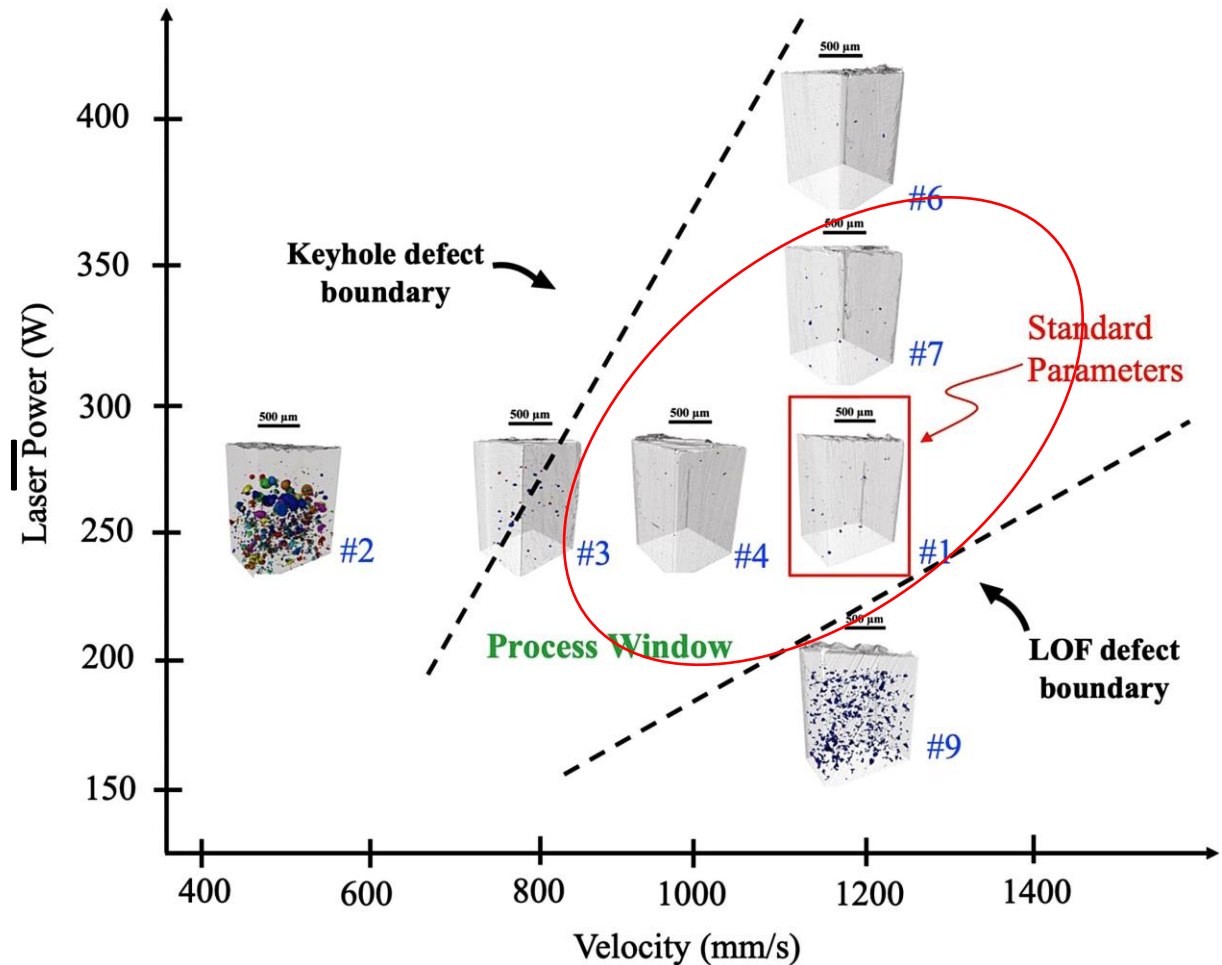 500 µm
400
#6
500 µm
Keyhole defect
boundary
350
#7
Standard
Parameters
Laser Power (W)
300
500 µm
500 µm
500 µm
500 µm
250
#2
#3
#4
#1
500 µm
Process Window
200
LOF defect
boundary
#9
150
400
600
800
1000
1200
1400
Velocity (mm/s)